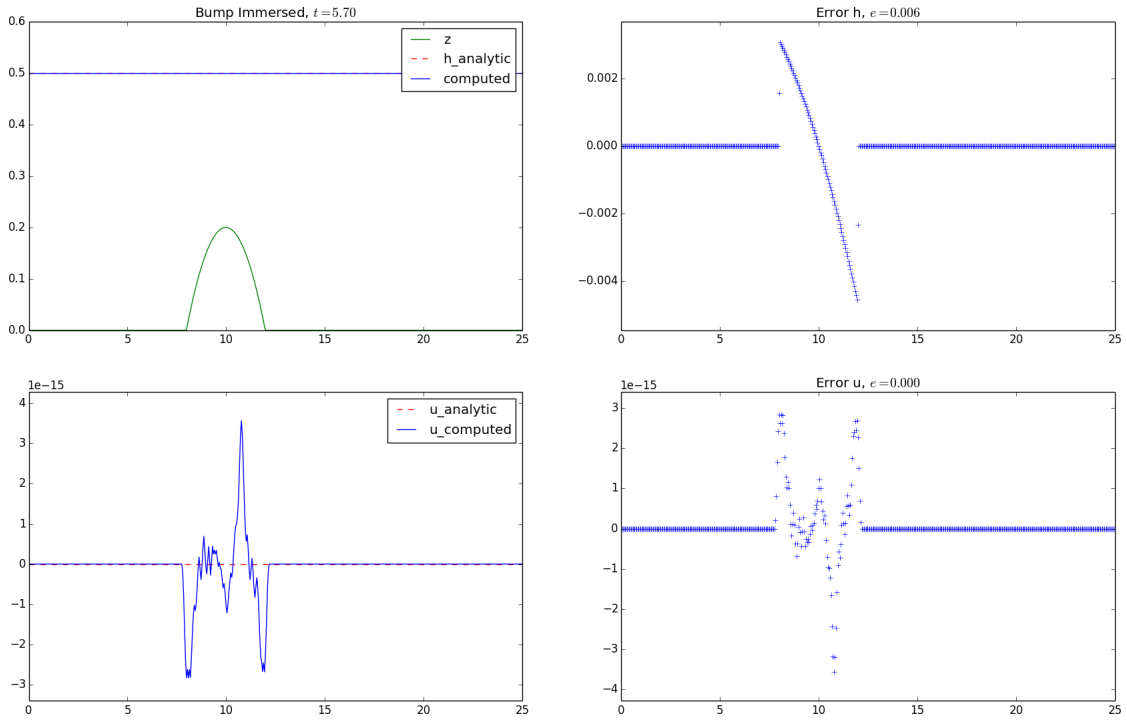 Bump Immersed, t=5.70
0.6
0.5
0.4
0.3
0.2
0.1
0.0
0 5 10 15 20 25
z
h_analytic
computed
Error h, e=0.006
0.002
0.000
−0.002
−0.004
0 5 10 15 20 25
1e−15
4
3
2
1
0
−1
−2
−3
0 5 10 15 20 25
u_analytic
u_computed
Error u, e=0.000
1e−15
3
2
1
0
−1
−2
−3
−4
0 5 10 15 20 25